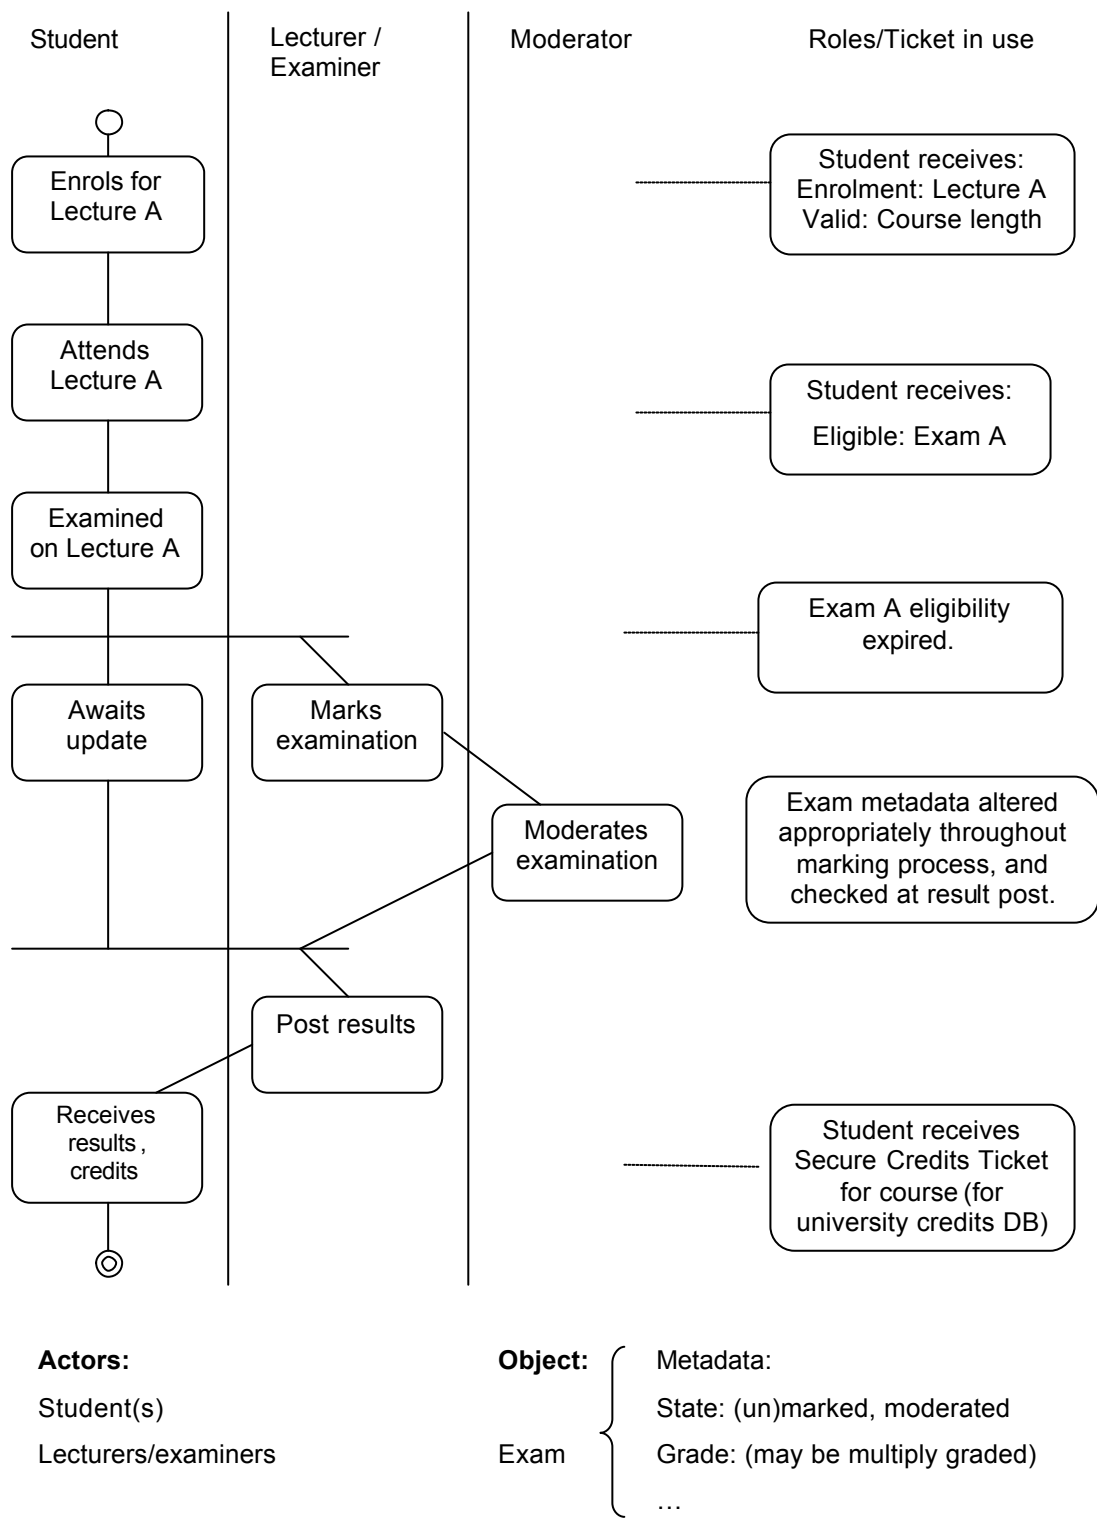 Student
Lecturer /
Examiner
Moderator
Roles/Ticket in use
Enrols for
Lecture A
Student receives:
Enrolment: Lecture A
Valid: Course length
Attends
Lecture A
Student receives:
Eligible: Exam A
Examined
on Lecture A
Exam A eligibility
expired.
Awaits
update
Marks
examination
Moderates
examination
Exam metadata altered
appropriately throughout
marking process, and
checked at result post.
Post results
Receives
results,
credits
Student receives
Secure Credits Ticket
for course (for
university credits DB)
Actors:
Student(s)
Lecturers/examiners
Object:
Exam
Metadata:
State: (un)marked, moderated
Grade: (may be multiply graded)
…